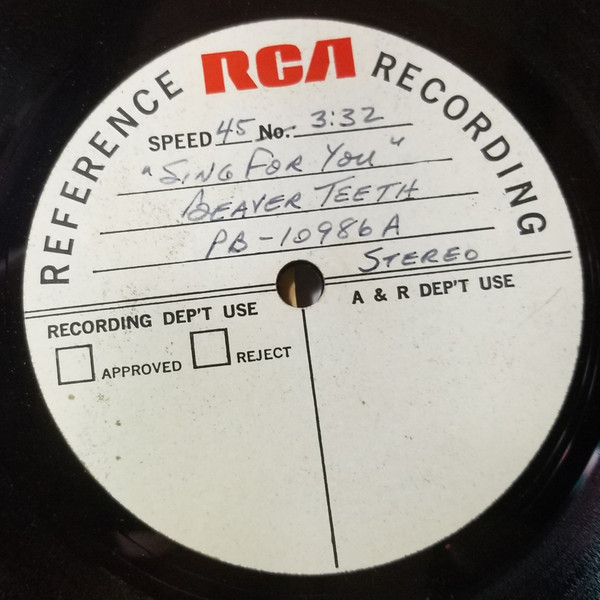 REFERENCE RCA RECORDING
SPEED 45 No.: 3:32
"SING FOR YOU"
BEAVER TEETH
PB-10986A
STEREO
RECORDING DEP'T USE
A & R DEP'T USE
APPROVED REJECT